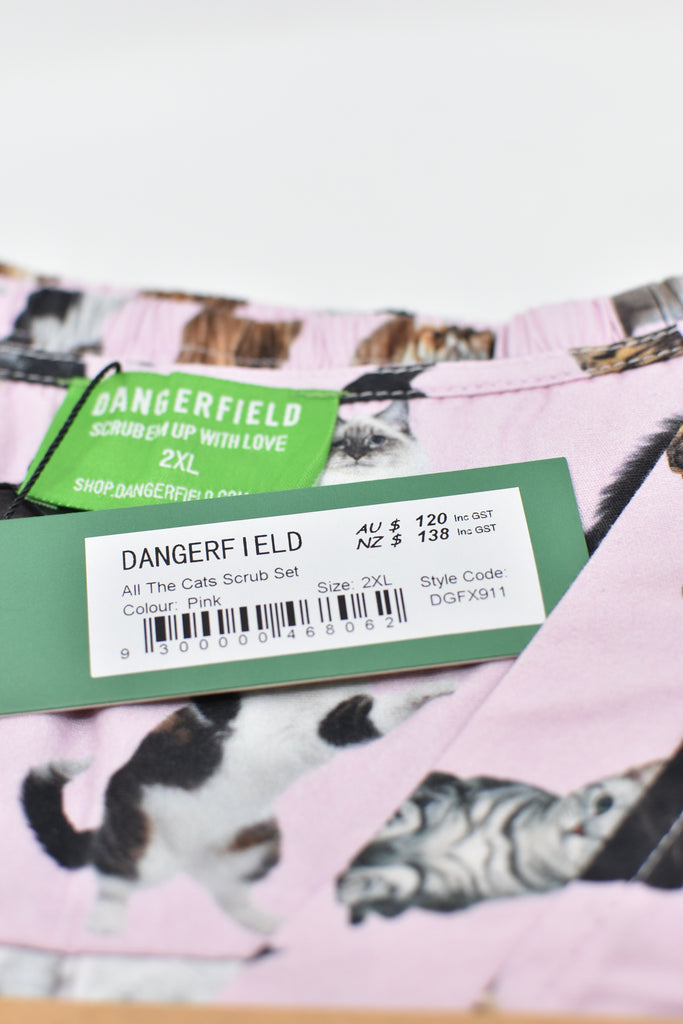 DANGERFIELD
SCRUB EM UP WITH LOVE
2XL
SHOP.DANGERFIELD.COM
DANGERFIELD
AU $ 120 Inc GST
NZ $ 138 Inc GST
All The Cats Scrub Set
Colour: Pink
Size: 2XL
Style Code:
DGFX911
9 300000 468062